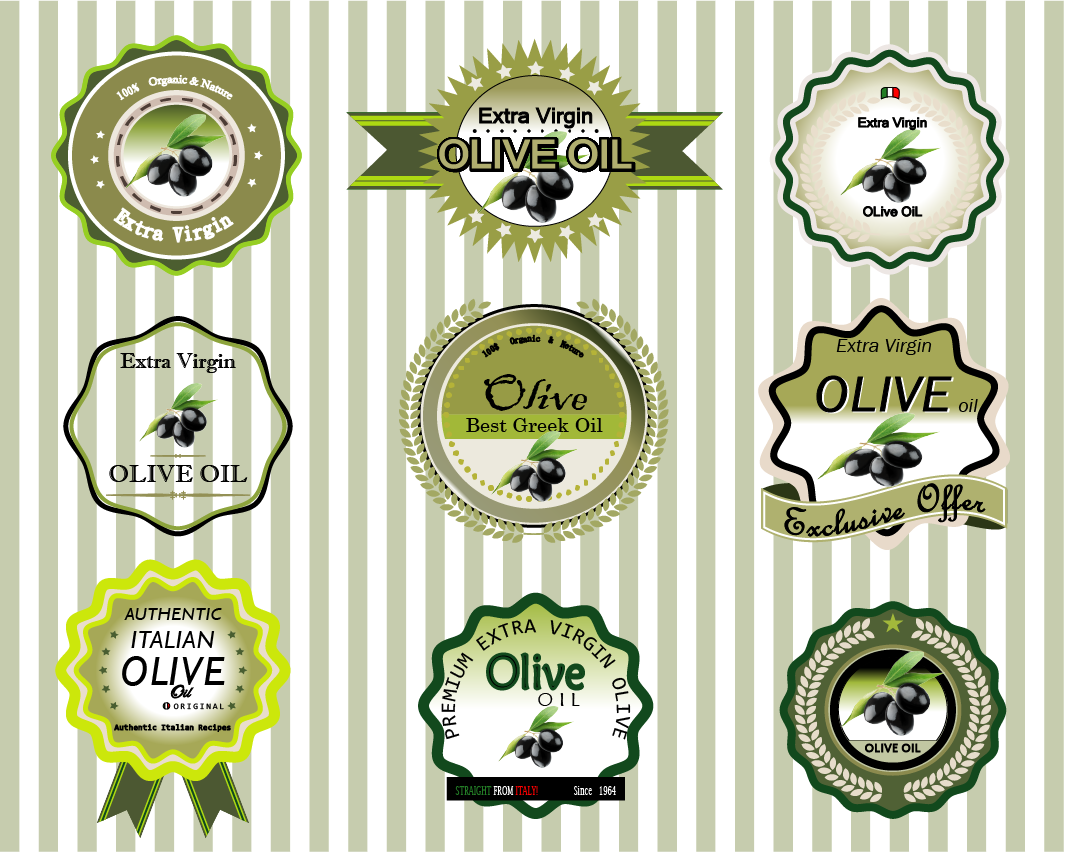 100% Organic & Nature
Extra Virgin
Extra Virgin
OLIVE OIL
Extra Virgin
OLive OiL
Extra Virgin
OLIVE OIL
100% Organic & Nature
Olive
Best Greek Oil
Extra Virgin
OLIVE oil
Exclusive Offer
AUTHENTIC
ITALIAN
OLIVE
Oil
ORIGINAL
Authentic Italian Recipes
PREMIUM EXTRA VIRGIN OLIVE
Olive
OIL
STRAIGHT FROM ITALY! Since 1964
OLIVE OIL